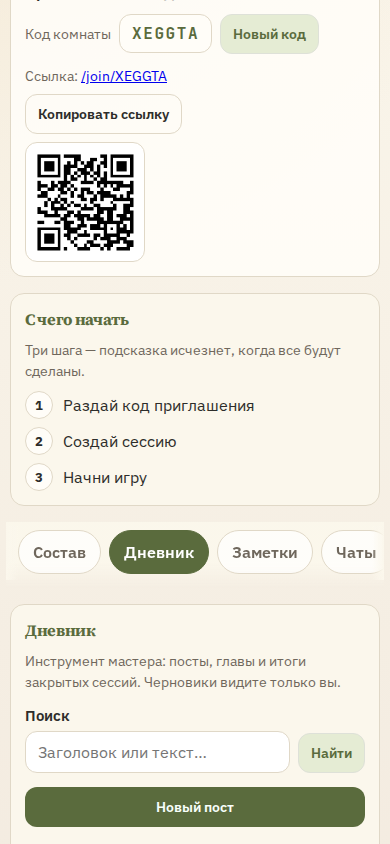 Код комнаты XEGGTA Новый код
Ссылка: /join/XEGGTA
Копировать ссылку
С чего начать
Три шага — подсказка исчезнет, когда все будут
сделаны.
1 Раздай код приглашения
2 Создай сессию
3 Начни игру
Состав Дневник Заметки Чаты
Дневник
Инструмент мастера: посты, главы и итоги
закрытых сессий. Черновики видите только вы.
Поиск
Заголовок или текст... Найти
Новый пост